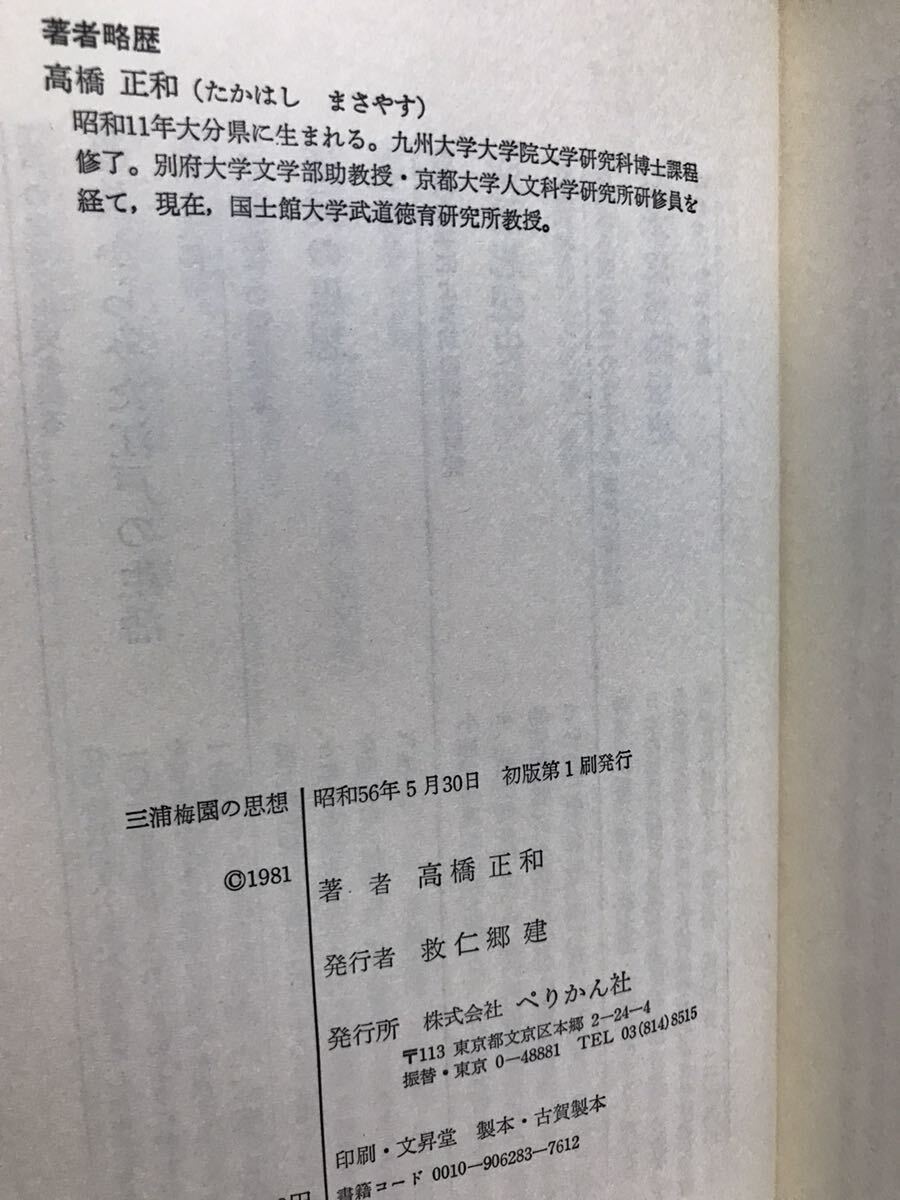 著者略歴
高橋 正和(たかはし まさやす)
昭和11年大分県に生まれる。九州大学大学院文学研究科博士課程
修了。別府大学文学部助教授・京都大学人文科学研究所研修員を
経て,現在,国士館大学武道徳育研究所教授。
三浦梅園の思想
©1981
昭和56年5月30日 初版第1刷発行
著 者 高橋 正和
発行者 救仁郷 建
発行所 株式会社 ぺりかん社
〒113 東京都文京区本郷 2-24-4
振替・東京 0-48881 TEL 03(814)8515
印刷・文昇堂 製本・古賀製本
書籍コード 0010-906283-7612